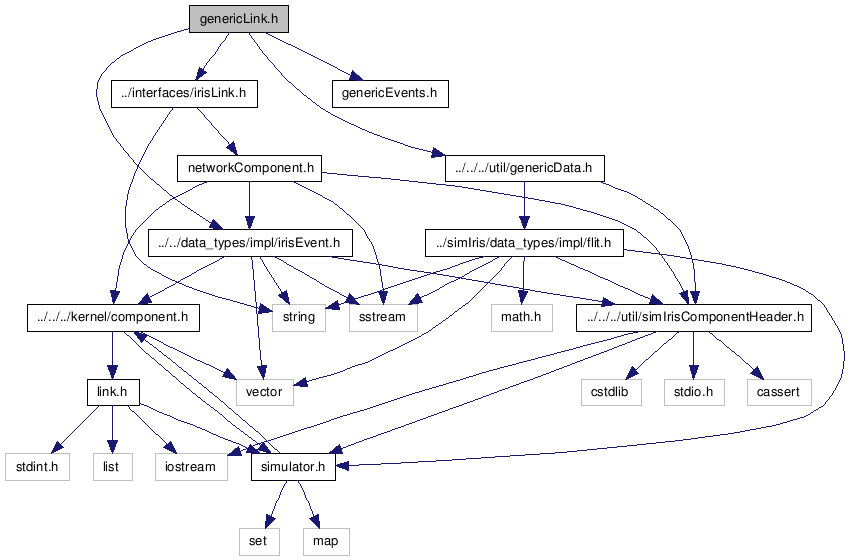 genericLink.h
../interfaces/irisLink.h
genericEvents.h
networkComponent.h
../../../../util/genericData.h
../../data_types/impl/irisEvent.h
../simIris/data_types/impl/flit.h
../../../kernel/component.h
string
sstream
math.h
../../../../util/simIrisComponentHeader.h
link.h
vector
cstdlib
stdio.h
cassert
stdint.h
list
iostream
simulator.h
set
map